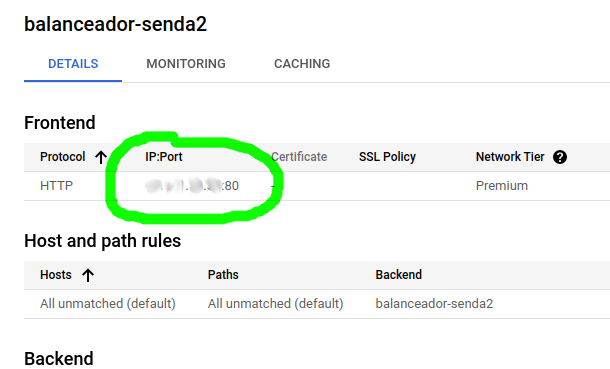 balanceador-senda2
DETAILS MONITORING CACHING
Frontend
Protocol IP:Port Certificate SSL Policy Network Tier ?
HTTP :80 - Premium
Host and path rules
Hosts Paths Backend
All unmatched (default) All unmatched (default) balanceador-senda2
Backend